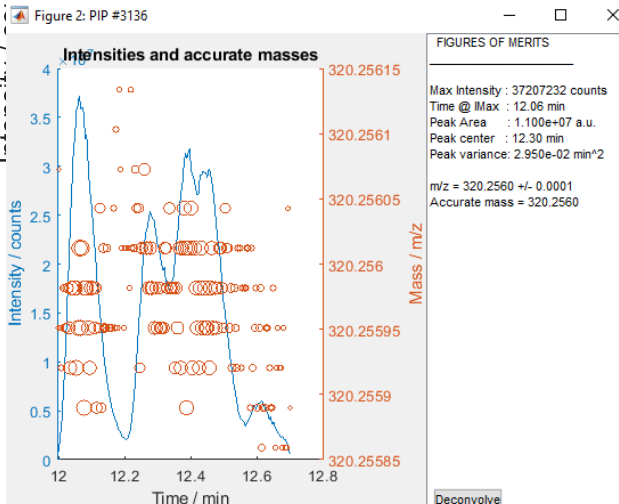 Figure 2: PIP #3136
Intensities and accurate masses
4
3.5
3
2.5
2
1.5
1
0.5
0
Intensity / counts
12
12.2
12.4
12.6
12.8
Time / min
320.25615
320.2561
320.25605
320.256
320.25595
320.2559
320.25585
Mass / m/z
FIGURES OF MERITS
Max Intensity : 37207232 counts
Time @ IMax : 12.06 min
Peak Area : 1.100e+07 a.u.
Peak center : 12.30 min
Peak variance: 2.950e-02 min^2
m/z = 320.2560 +/- 0.0001
Accurate mass = 320.2560
Deconvolve